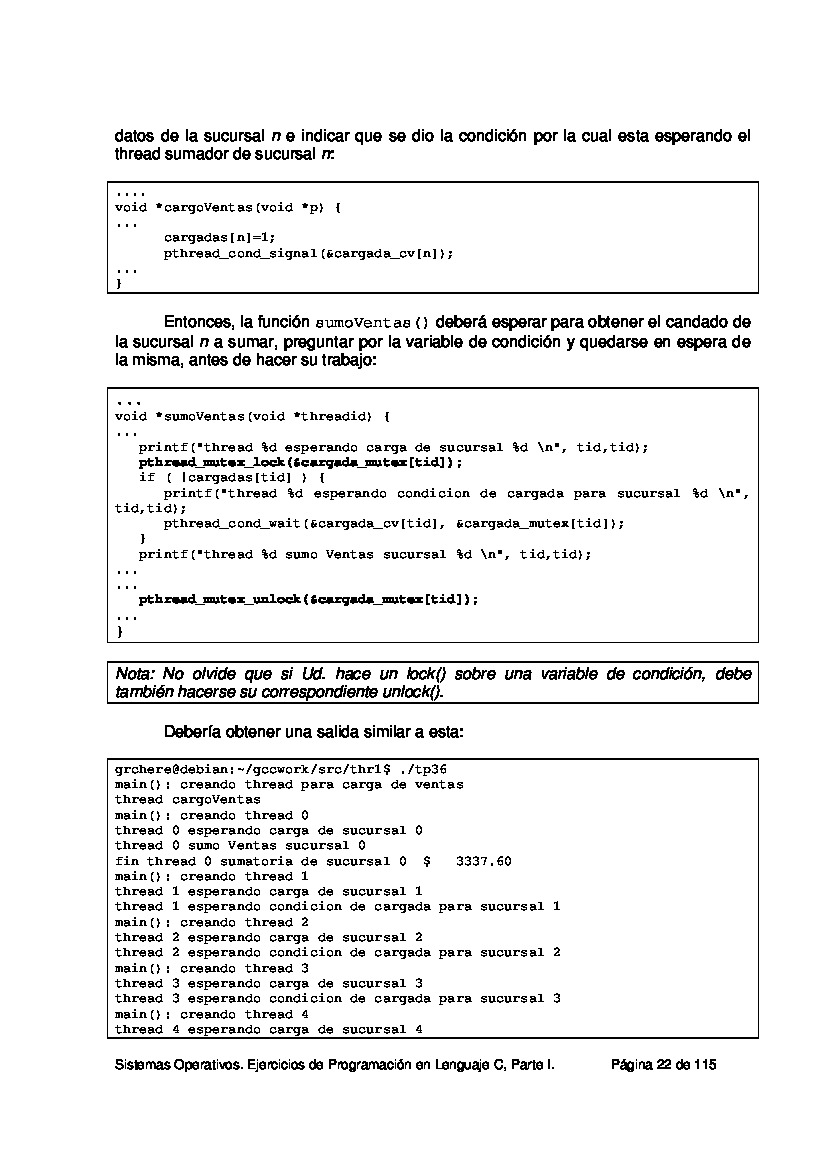 datos de la sucursal n e indicar que se dio la condición por la cual esta esperando el
thread sumador de sucursal n:
....
void *cargoVentas(void *p) {
...
cargadas[n]=1;
pthread_cond_signal(&cargada_cv[n]);
...
}
Entonces, la función sumoVentas() deberá esperar para obtener el candado de
la sucursal n a sumar, preguntar por la variable de condición y quedarse en espera de
la misma, antes de hacer su trabajo:
...
void *sumoVentas(void *threadid) {
...
printf("thread %d esperando carga de sucursal %d \n", tid,tid);
pthread_mutex_lock(&cargada_mutex[tid]);
if ( !cargadas[tid] ) {
printf("thread %d esperando condicion de cargada para sucursal %d \n",
tid,tid);
pthread_cond_wait(&cargada_cv[tid], &cargada_mutex[tid]);
}
printf("thread %d sumo Ventas sucursal %d \n", tid,tid);
...
...
pthread_mutex_unlock(&cargada_mutex[tid]);
...
}
Nota: No olvide que si Ud. hace un lock() sobre una variable de condición, debe
también hacerse su correspondiente unlock().
Debería obtener una salida similar a esta:
grchere@debian:~/gccwork/src/thr1$ ./tp36
main(): creando thread para carga de ventas
thread cargoVentas
main(): creando thread 0
thread 0 esperando carga de sucursal 0
thread 0 sumo Ventas sucursal 0
fin thread 0 sumatoria de sucursal 0  $   3337.60
main(): creando thread 1
thread 1 esperando carga de sucursal 1
thread 1 esperando condicion de cargada para sucursal 1
main(): creando thread 2
thread 2 esperando carga de sucursal 2
thread 2 esperando condicion de cargada para sucursal 2
main(): creando thread 3
thread 3 esperando carga de sucursal 3
thread 3 esperando condicion de cargada para sucursal 3
main(): creando thread 4
thread 4 esperando carga de sucursal 4
Sistemas Operativos. Ejercicios de Programación en Lenguaje C, Parte I. Página 22 de 115